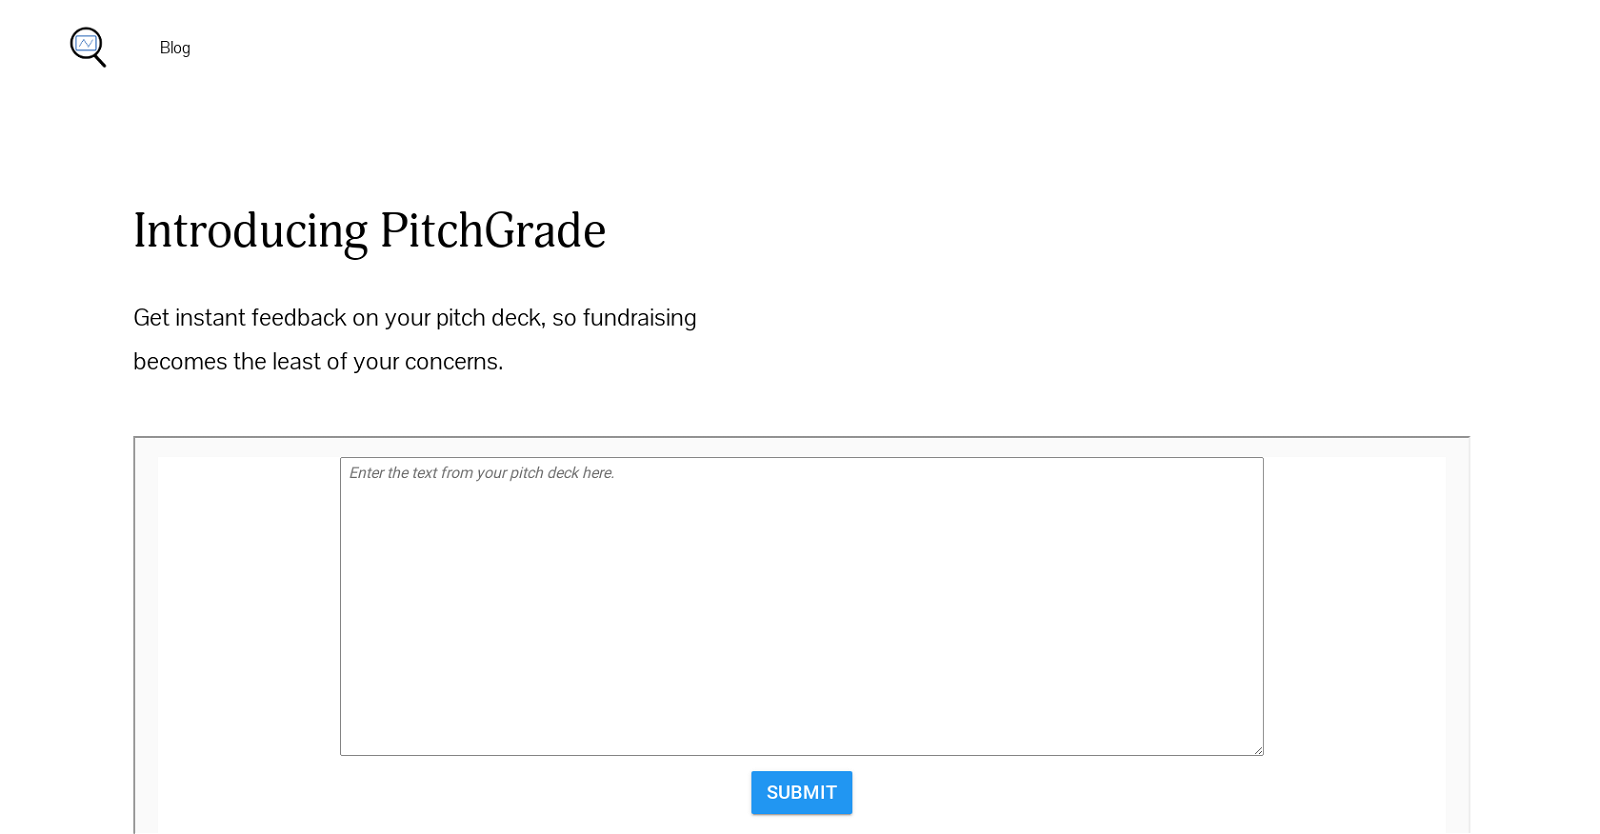 Blog
Introducing PitchGrade
Get instant feedback on your pitch deck, so fundraising
becomes the least of your concerns.
Enter the text from your pitch deck here.
SUBMIT